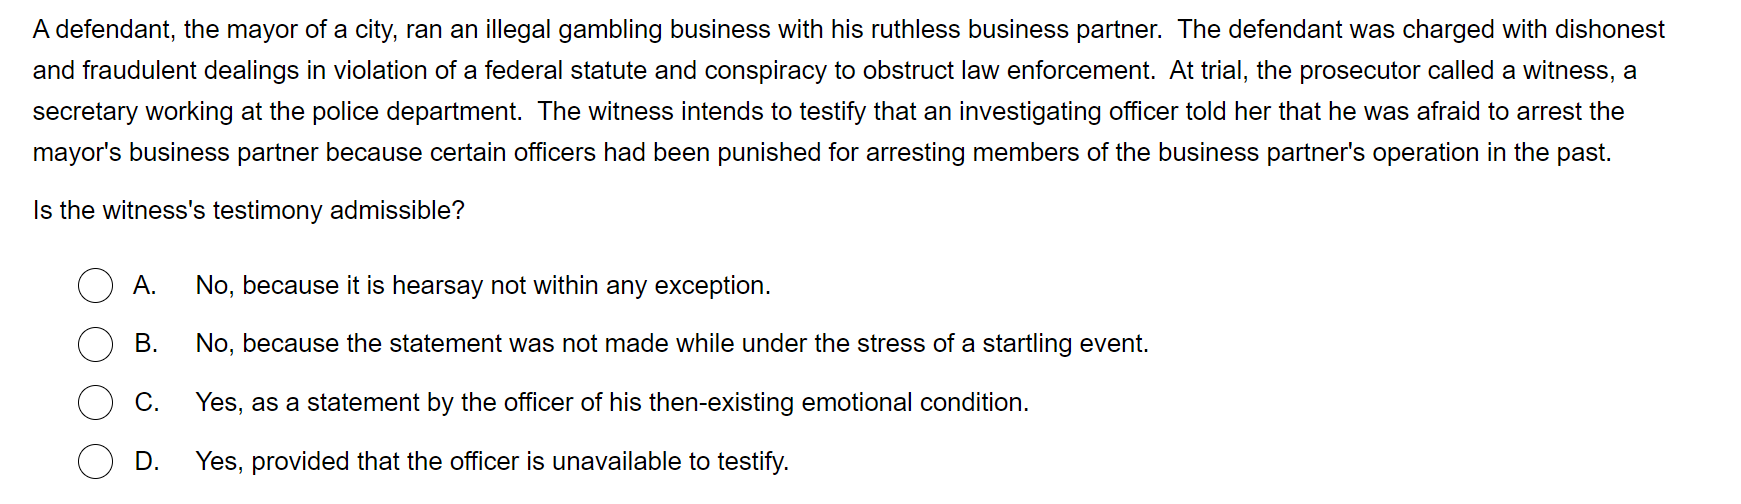 A defendant, the mayor of a city, ran an illegal gambling business with his ruthless business partner.  The defendant was charged with dishonest
and fraudulent dealings in violation of a federal statute and conspiracy to obstruct law enforcement.  At trial, the prosecutor called a witness, a
secretary working at the police department.  The witness intends to testify that an investigating officer told her that he was afraid to arrest the
mayor's business partner because certain officers had been punished for arresting members of the business partner's operation in the past.
Is the witness's testimony admissible?
A. No, because it is hearsay not within any exception.
B. No, because the statement was not made while under the stress of a startling event.
C. Yes, as a statement by the officer of his then-existing emotional condition.
D. Yes, provided that the officer is unavailable to testify.